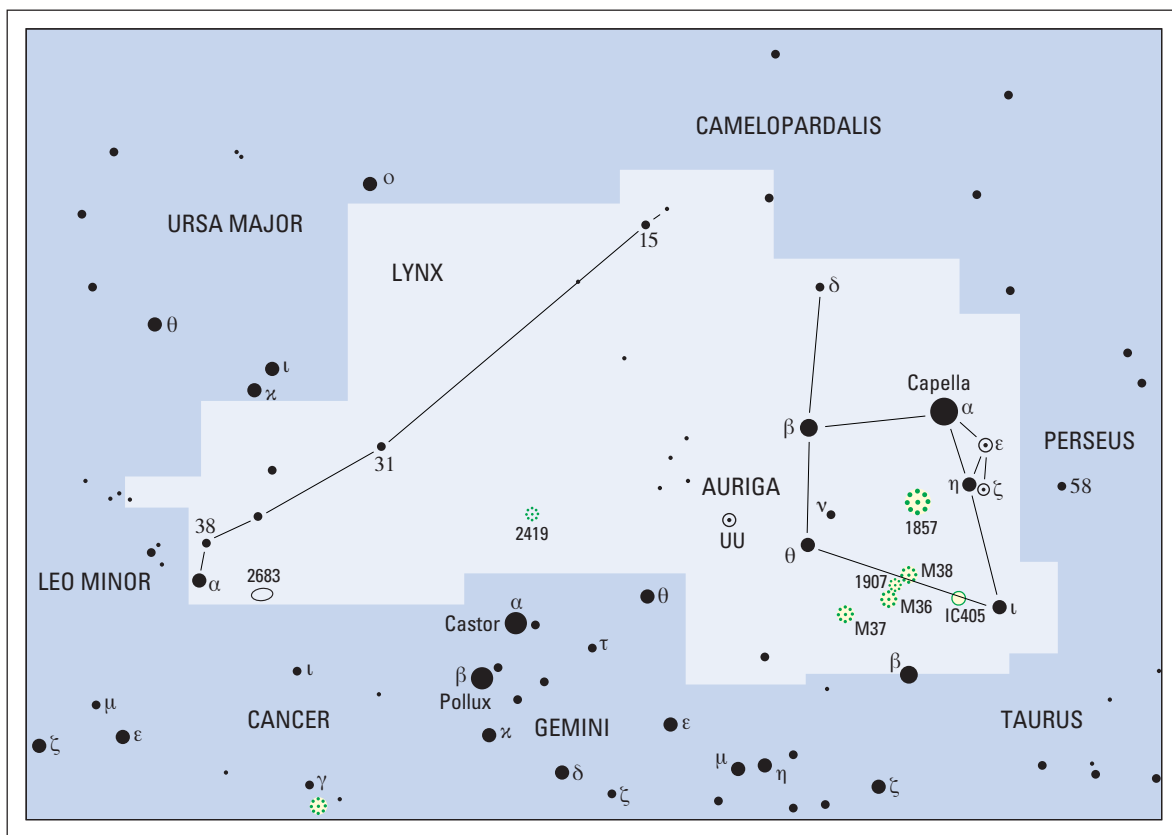 CAMELOPARDALIS
ο
URSA MAJOR
15
LYNX
δ
θ
ι
ϰ
Capella
α
β
ε
PERSEUS
31
AURIGA
η
ζ
58
ν
38
2419
UU
1857
θ
LEO MINOR
α
2683
M38
1907
θ
α
M36
IC405
ι
Castor
M37
τ
ι
β
β
Pollux
μ
CANCER
GEMINI
ε
TAURUS
ε
ϰ
ζ
δ
μ
η
γ
ζ
ζ